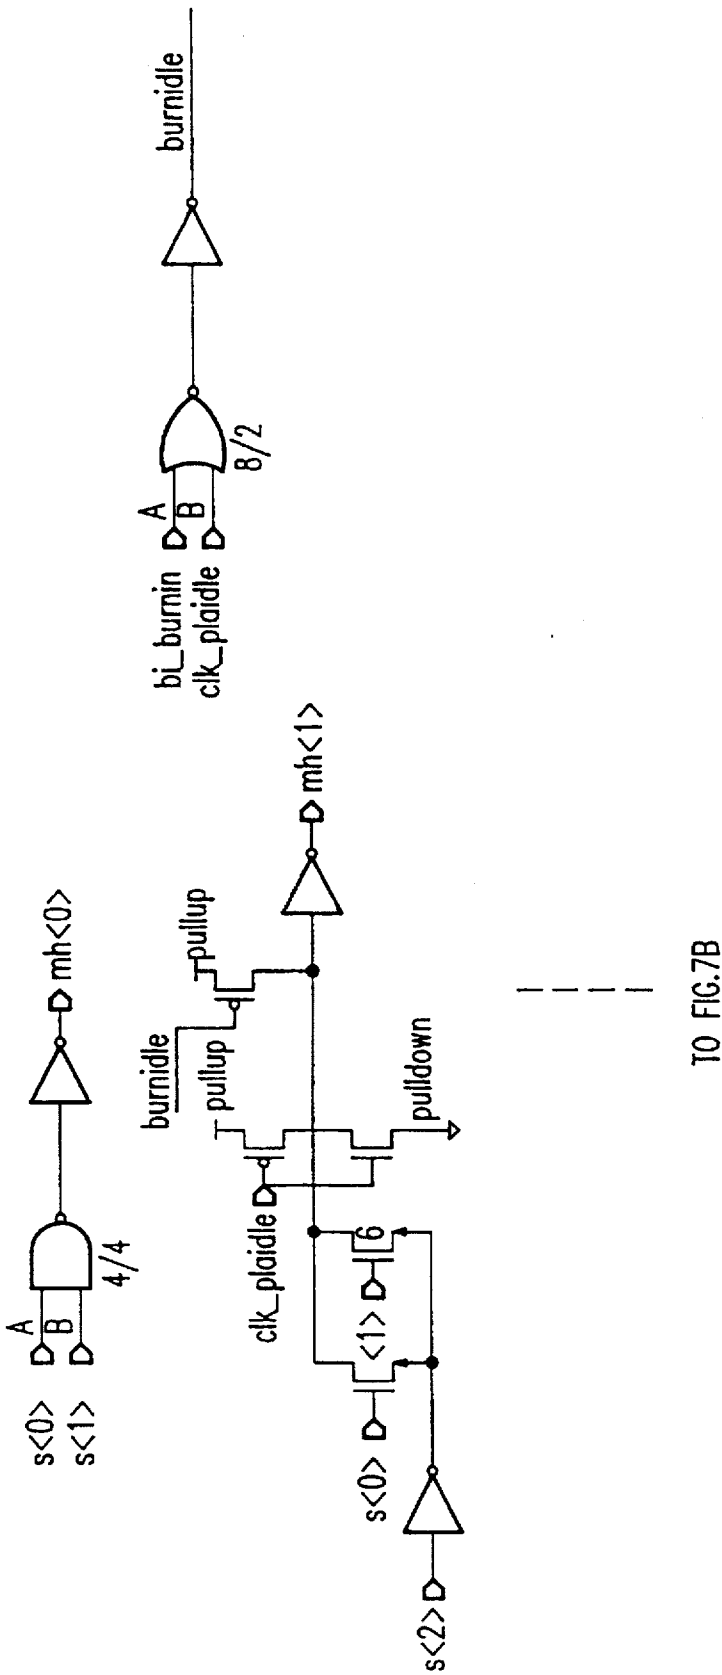 s<0>
s<1>
A
B
4/4
mh<0>
bi_burnin
clk_plaidle
A
B
8/2
burnidle
burnidle
pullup
pullup
clk_plaidle
pulldown
s<0>
<1>
6
s<2>
mh<1>
TO FIG.7B